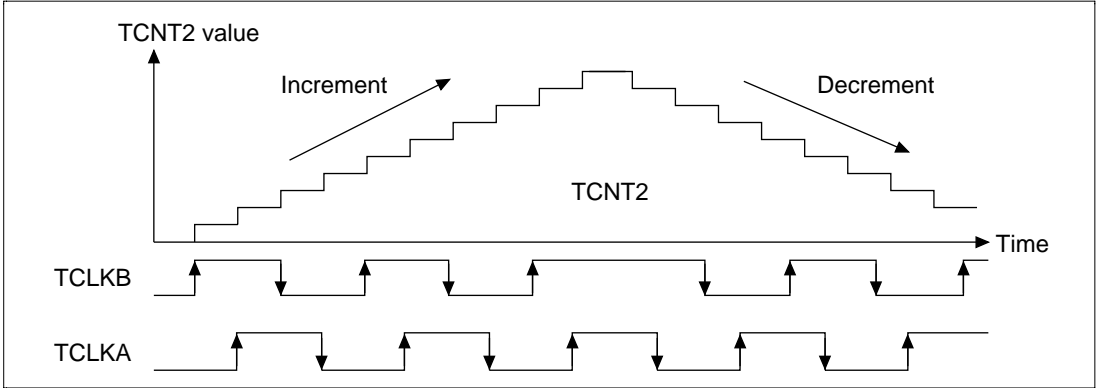 TCNT2 value
Increment
Decrement
TCNT2
Time
TCLKB
TCLKA